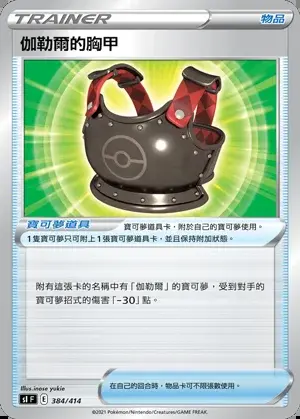 TRAINER 物品
伽勒爾的胸甲
寶可夢道具 寶可夢道具卡，附於自己的寶可夢使用。
1隻寶可夢只可附上1張寶可夢道具卡，並且保持附加狀態。
附有這張卡的名稱中有「伽勒爾」的寶可夢，受到對手的
寶可夢招式的傷害「-30」點。
Illus.inose yukie
sI F E 384/414
在自己的回合時，物品卡可不限張數使用。
©2021 Pokémon/Nintendo/Creatures/GAME FREAK.